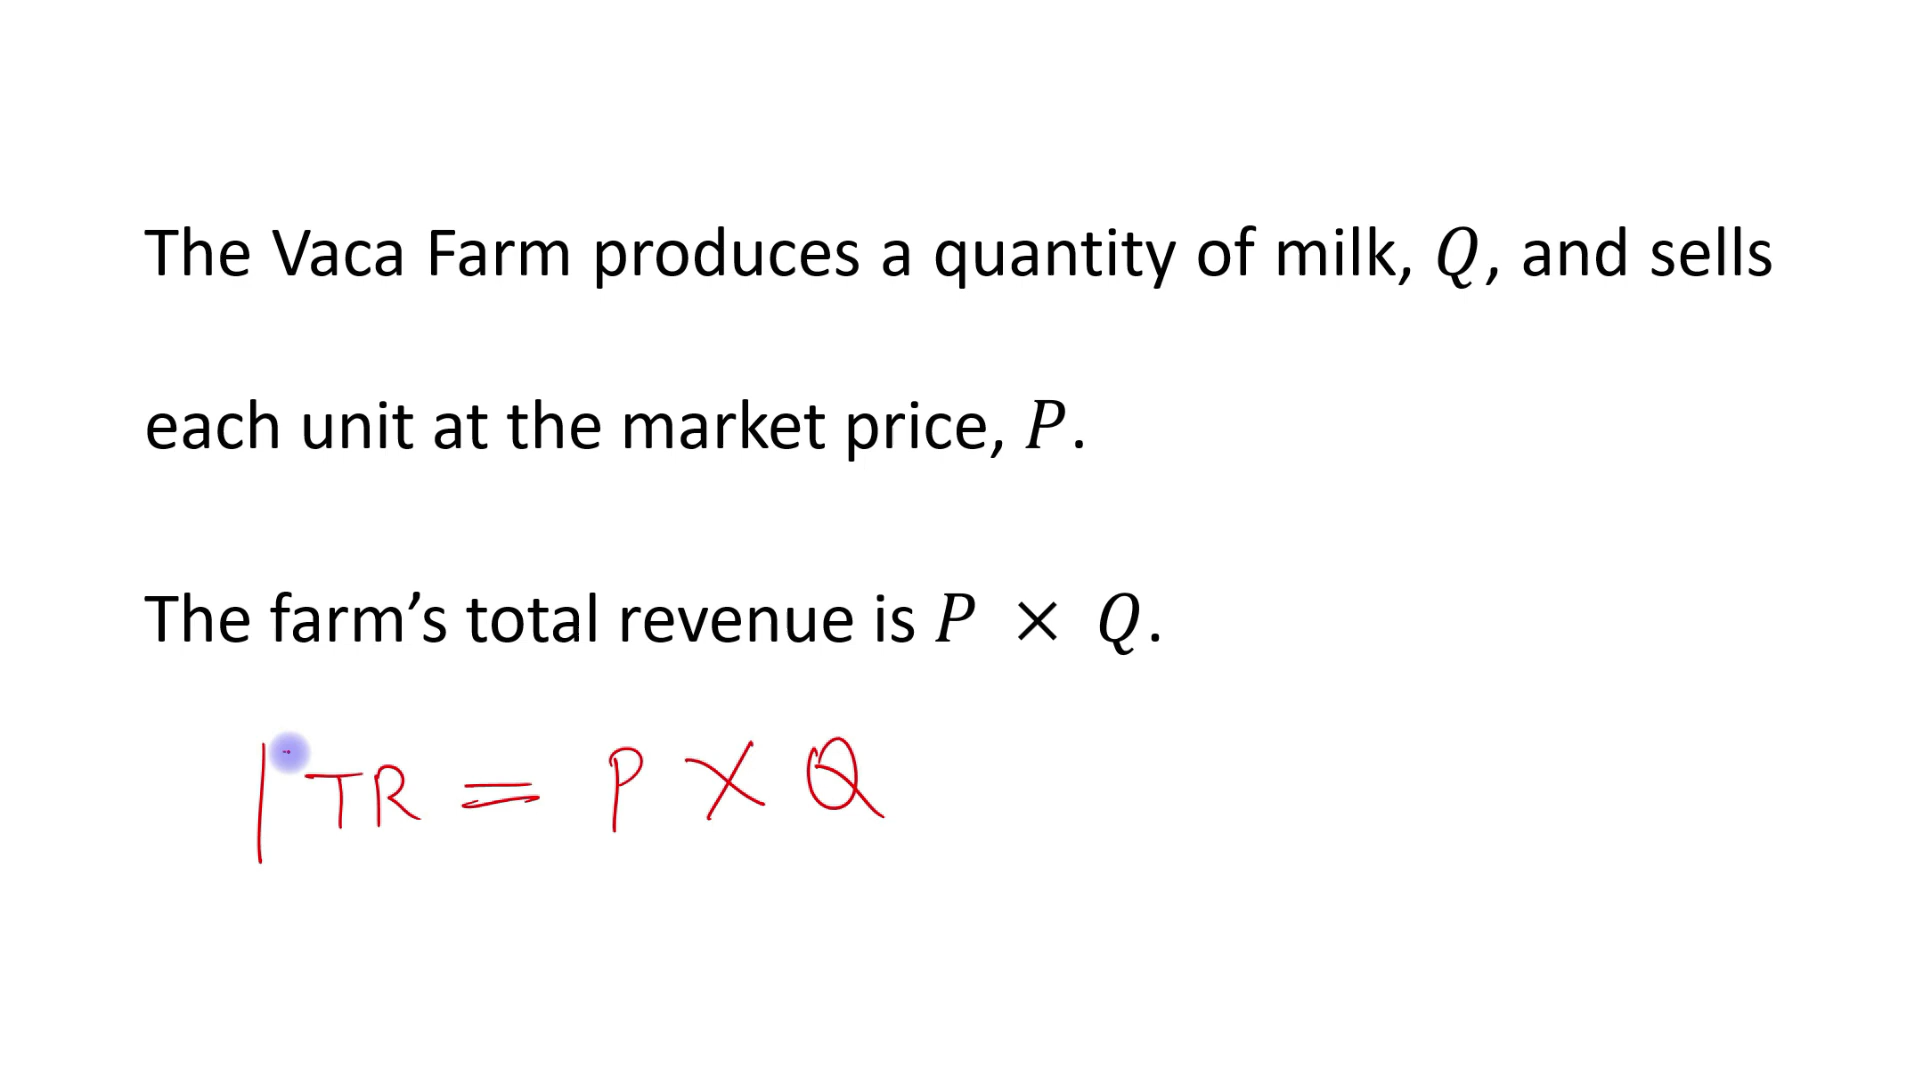 The Vaca Farm produces a quantity of milk, Q, and sells
each unit at the market price, P.
The farm’s total revenue is P × Q.
TR = P × Q